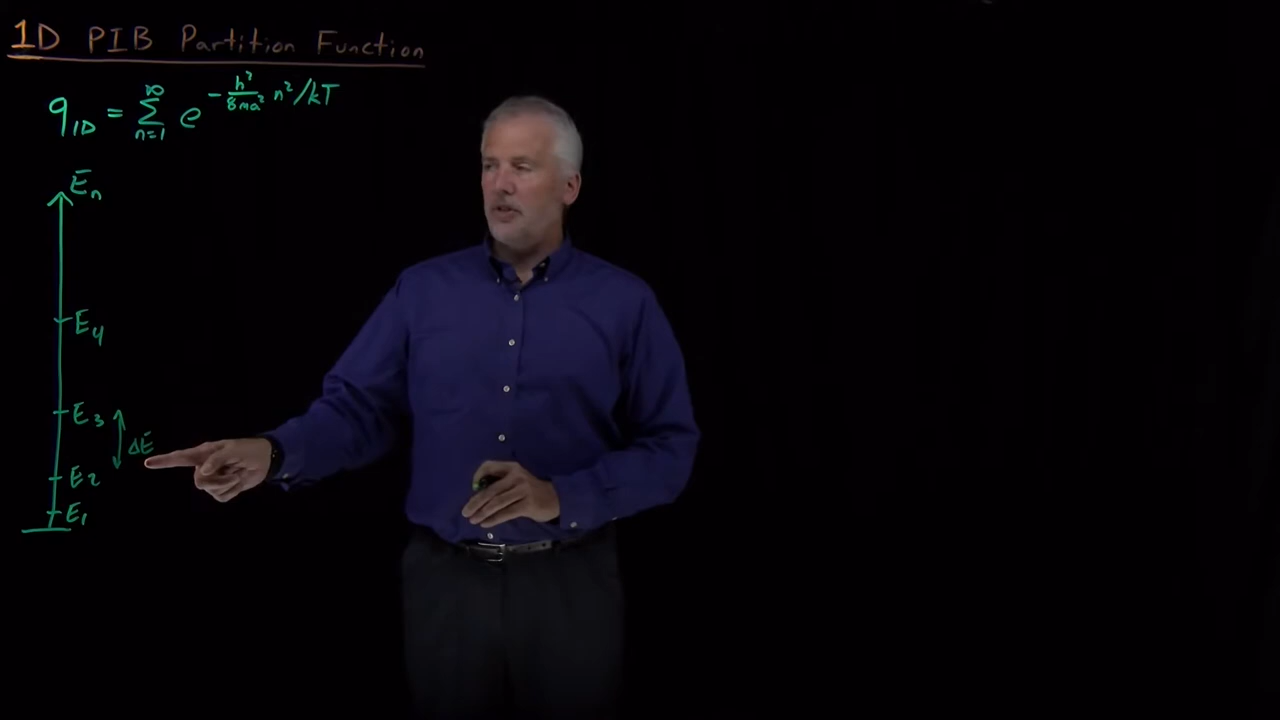 1D PIB Partition Function
q₁D = ∑ₙ₌₁^∞ e^(-h²/8ma² n²/kT)
Eₙ
E₄
E₃
ΔE
E₂
E₁